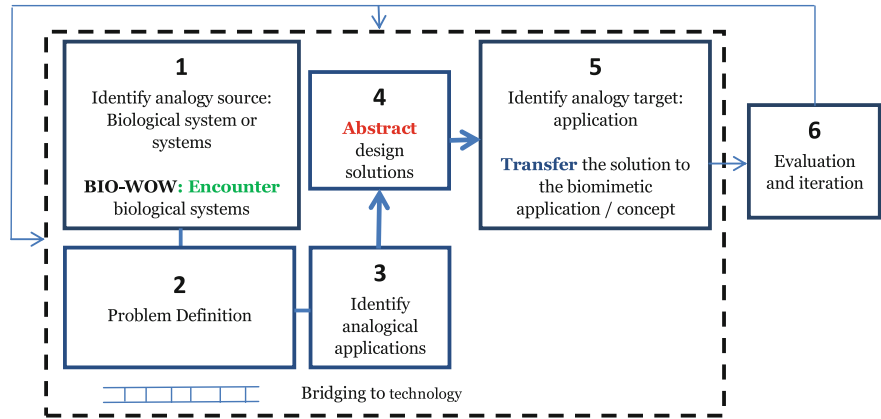 1
Identify analogy source:
Biological system or
systems
BIO-WOW: Encounter
biological systems
2
Problem Definition
3
Identify
analogical
applications
4
Abstract
design
solutions
5
Identify analogy target:
application
Transfer the solution to
the biomimetic
application / concept
6
Evaluation
and iteration
Bridging to technology